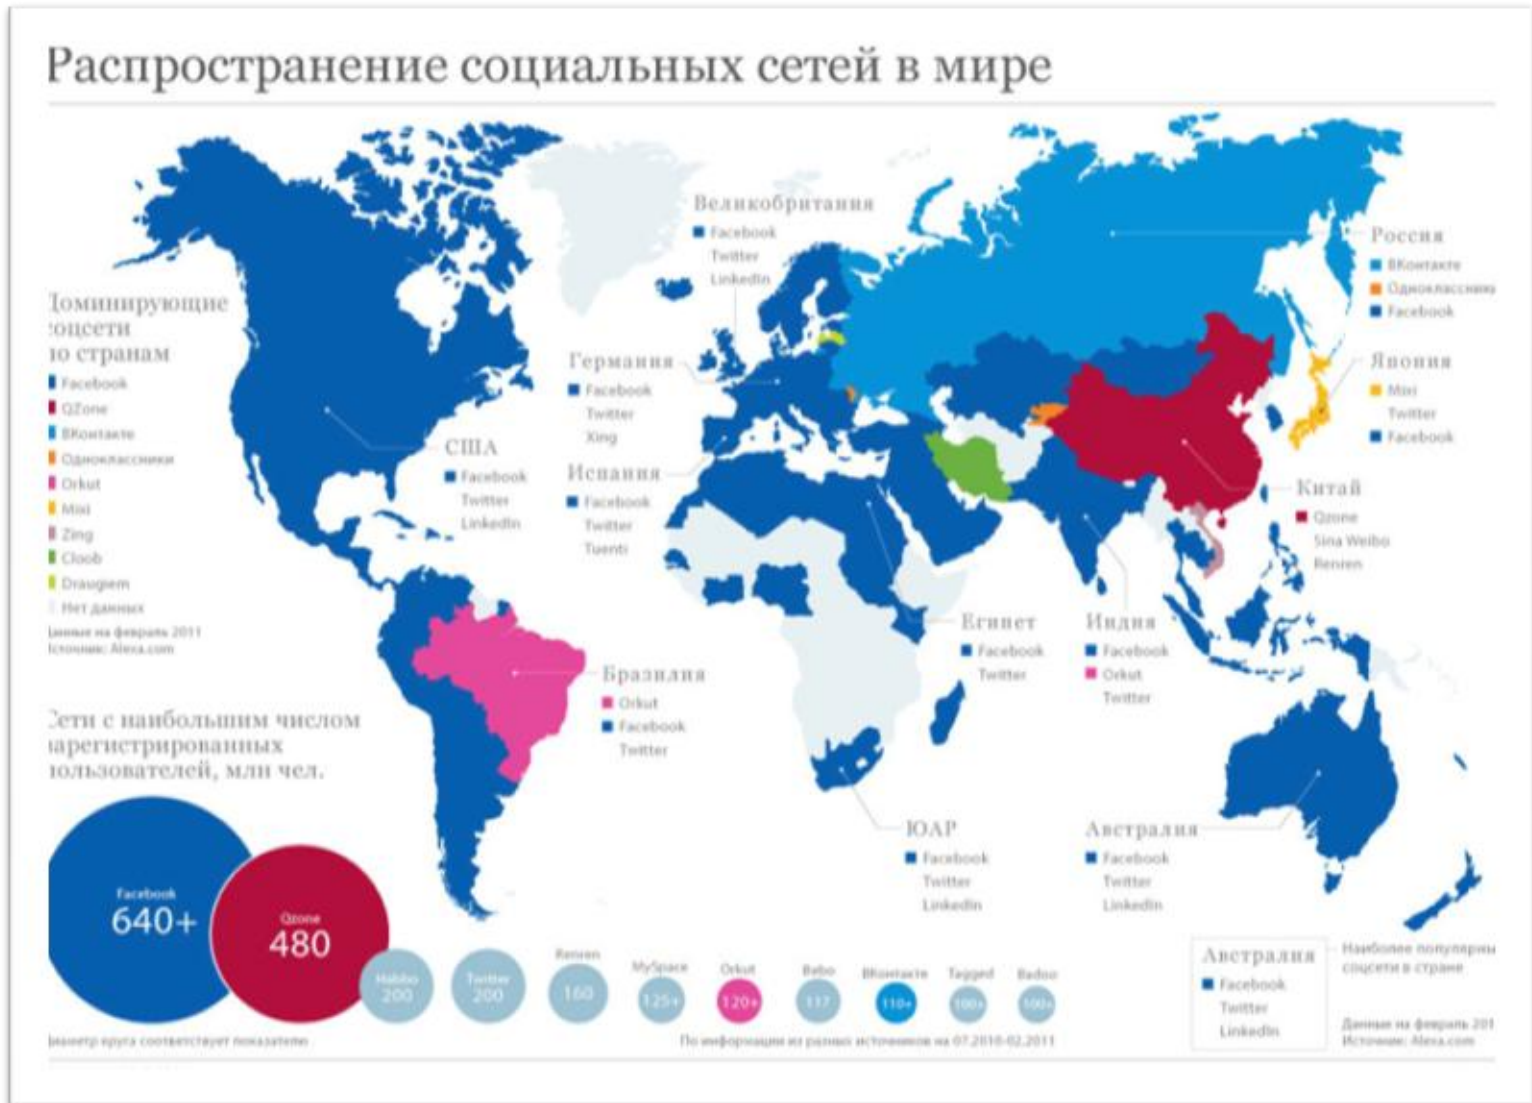 Распространение социальных сетей в мире
Великобритания
Facebook
Twitter
LinkedIn
Россия
ВКонтакте
Одноклассники
Facebook
Доминирующие
соцсети
по странам
Facebook
QZone
ВКонтакте
Одноклассники
Orkut
Mixi
Zing
Cloob
Draugiem
Нет данных
Данные на февраль 2011
Источник: Alexa.com
Германия
Facebook
Twitter
Xing
Япония
Mixi
Twitter
Facebook
США
Facebook
Twitter
LinkedIn
Испания
Facebook
Twitter
Tuenti
Китай
Qzone
Sina Weibo
Renren
Египет
Facebook
Twitter
Индия
Facebook
Orkut
Twitter
Бразилия
Orkut
Facebook
Twitter
ЮАР
Facebook
Twitter
LinkedIn
Австралия
Facebook
Twitter
LinkedIn
Сети с наибольшим числом
зарегистрированных
пользователей, млн чел.
Facebook
640+
Qzone
480
Habbo
200
Twitter
200
Renren
160
MySpace
125+
Orkut
120+
Bebo
117
ВКонтакте
110+
Tagged
100+
Badoo
100+
Диаметр круга соответствует показателю
По информации из разных источников на 07.2010-02.2011
Австралия
Facebook
Twitter
LinkedIn
Наиболее популярны
соцсети в стране
Данные на февраль 201
Источник: Alexa.com